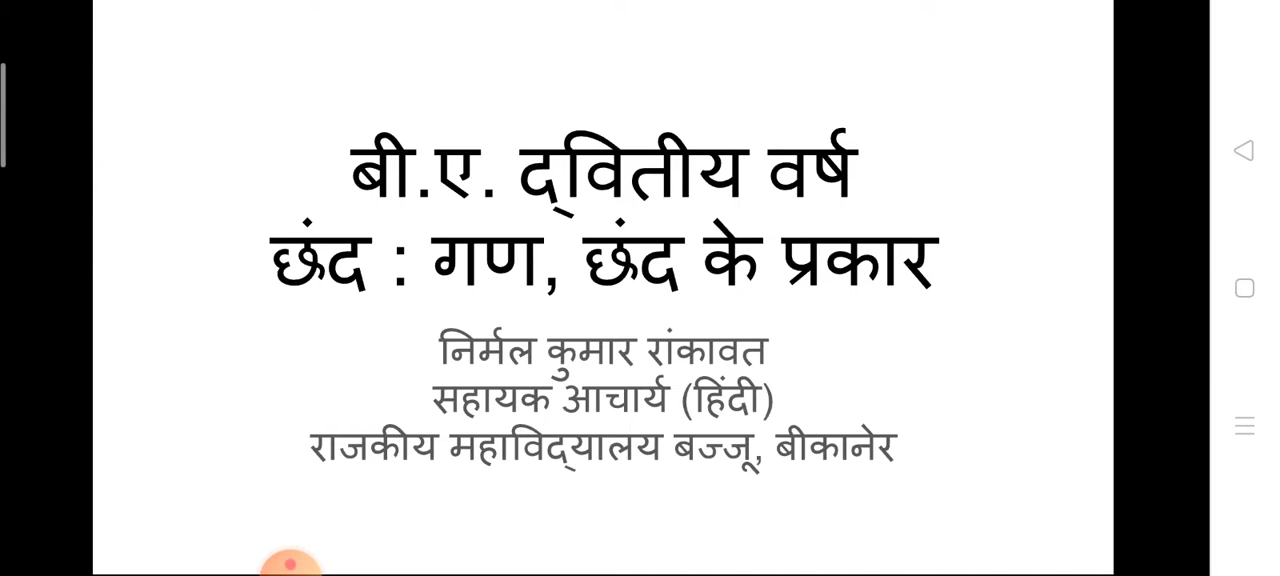 बी.ए. द्वितीय वर्ष
छंद : गण, छंद के प्रकार
निर्मल कुमार रांकावत
सहायक आचार्य (हिंदी)
राजकीय महाविद्यालय बज्जू, बीकानेर